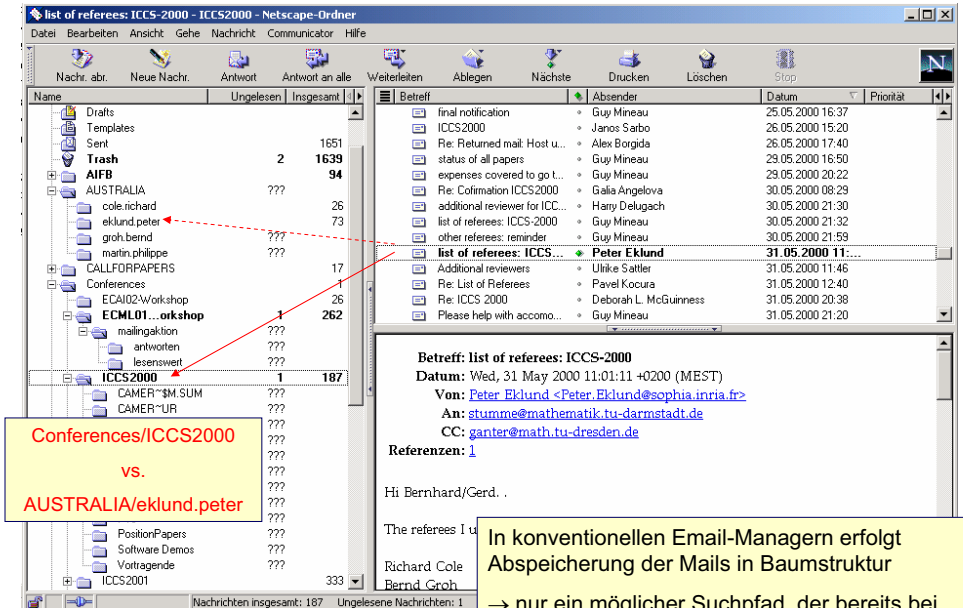 list of referees: ICCS-2000 - ICCS2000 - Netscape-Ordner
Datei Bearbeiten Ansicht Gehe Nachricht Communicator Hilfe
Nachr. abr. Neue Nachr. Antwort Antwort an alle Weiterleiten Ablegen Nächste Drucken Löschen Stop
N
Name Ungelesen Insgesamt
Drafts
Templates
Sent 1651
Trash 2 1639
AIFB 94
AUSTRALIA ???
cole.richard 26
eklund.peter 73
groh.bernd ???
martin.philippe ???
CALLFORPAPERS 17
Conferences 1
ECAI02-Workshop 26
ECML01...orkshop 1 262
mailingaktion ???
antworten ???
lesenswert ???
ICCS2000 1 187
CAMER~$M.SUM ???
CAMER~UR ???
???
???
???
???
???
???
???
PositionPapers ???
Software Demos ???
Vortragende ???
ICCS2001 333
Conferences/ICCS2000
vs.
AUSTRALIA/eklund.peter
Betreff Absender Datum Priorität
final notification Guy Mineau 25.05.2000 16:37
ICCS2000 Janos Sarbo 26.05.2000 15:20
Re: Returned mail: Host u... Alex Borgida 26.05.2000 17:40
status of all papers Guy Mineau 29.05.2000 16:50
expenses covered to go t... Guy Mineau 29.05.2000 20:22
Re: Cofirmation ICCS2000 Galia Angelova 30.05.2000 08:29
additional reviewer for ICC... Harry Delugach 30.05.2000 21:30
list of referees: ICCS-2000 Guy Mineau 30.05.2000 21:32
other referees: reminder Guy Mineau 30.05.2000 21:59
list of referees: ICCS... Peter Eklund 31.05.2000 11:...
Additional reviewers Ulrike Sattler 31.05.2000 11:46
Re: List of Referees Pavel Kocura 31.05.2000 12:40
Re: ICCS 2000 Deborah L. McGuinness 31.05.2000 20:38
Please help with accomo... Guy Mineau 31.05.2000 21:20
Betreff: list of referees: ICCS-2000
Datum: Wed, 31 May 2000 11:01:11 +0200 (MEST)
Von: Peter Eklund <Peter.Eklund@sophia.inria.fr>
An: stumme@mathematik.tu-darmstadt.de
CC: ganter@math.tu-dresden.de
Referenzen: 1
Hi Bernhard/Gerd. .
The referees I u
Richard Cole
Bernd Groh
In konventionellen Email-Managern erfolgt
Abspeicherung der Mails in Baumstruktur
→ nur ein möglicher Suchpfad, der bereits bei
Nachrichten insgesamt: 187 Ungelesene Nachrichten: 1